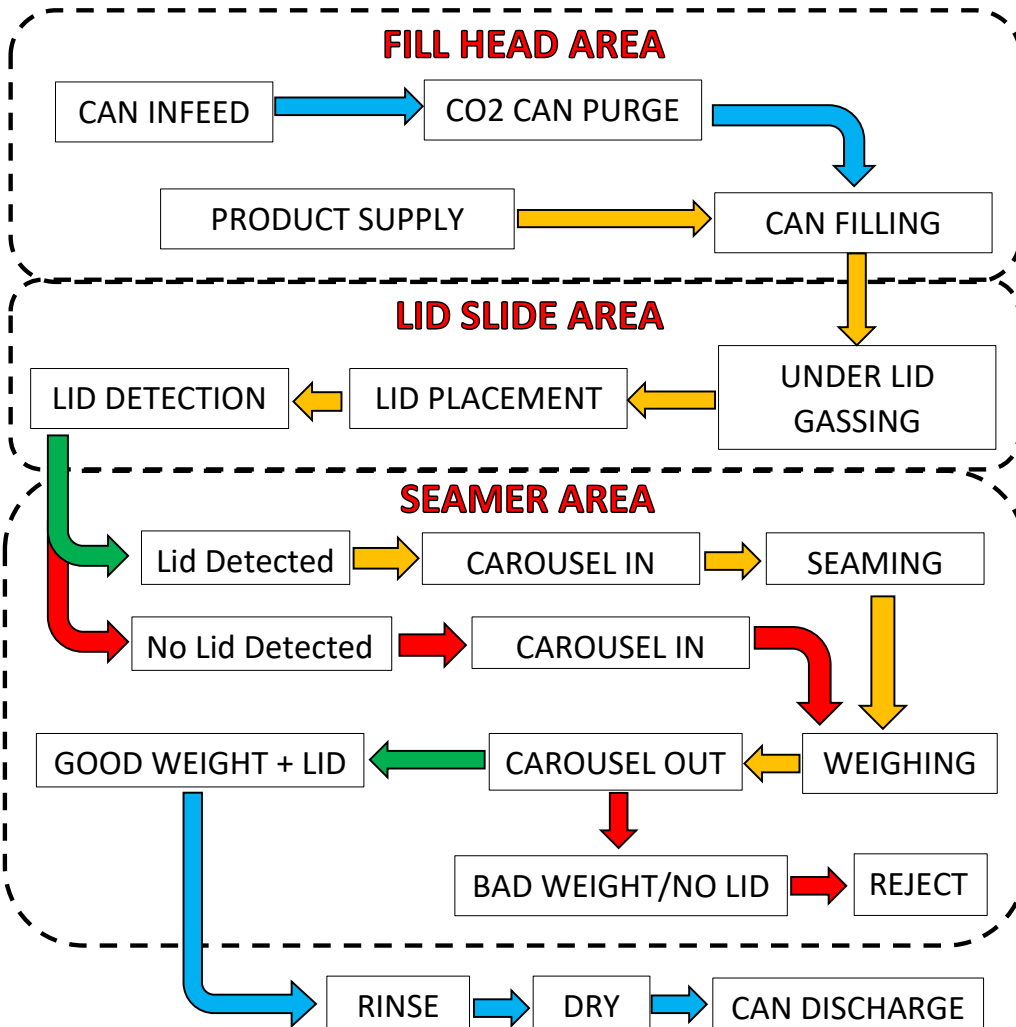 FILL HEAD AREA
CAN INFEED
CO2 CAN PURGE
PRODUCT SUPPLY
CAN FILLING
LID SLIDE AREA
LID DETECTION
LID PLACEMENT
UNDER LID
GASSING
SEAMER AREA
Lid Detected
CAROUSEL IN
SEAMING
No Lid Detected
CAROUSEL IN
GOOD WEIGHT + LID
CAROUSEL OUT
WEIGHING
BAD WEIGHT/NO LID
REJECT
RINSE
DRY
CAN DISCHARGE